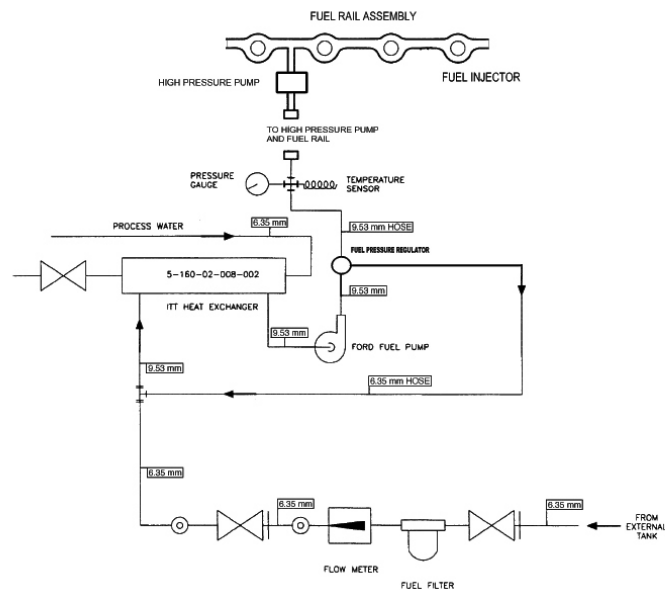 FUEL RAIL ASSEMBLY
FUEL INJECTOR
HIGH PRESSURE PUMP
TO HIGH PRESSURE PUMP
AND FUEL RAIL
PRESSURE
GAUGE
TEMPERATURE
SENSOR
6.35 mm
PROCESS WATER
9.53 mm HOSE
FUEL PRESSURE REGULATOR
5-160-02-008-002
9.53 mm
ITT HEAT EXCHANGER
9.53 mm
FORD FUEL PUMP
9.53 mm
6.35 mm HOSE
6.35 mm
6.35 mm
6.35 mm
FROM
EXTERNAL
TANK
FLOW METER
FUEL FILTER